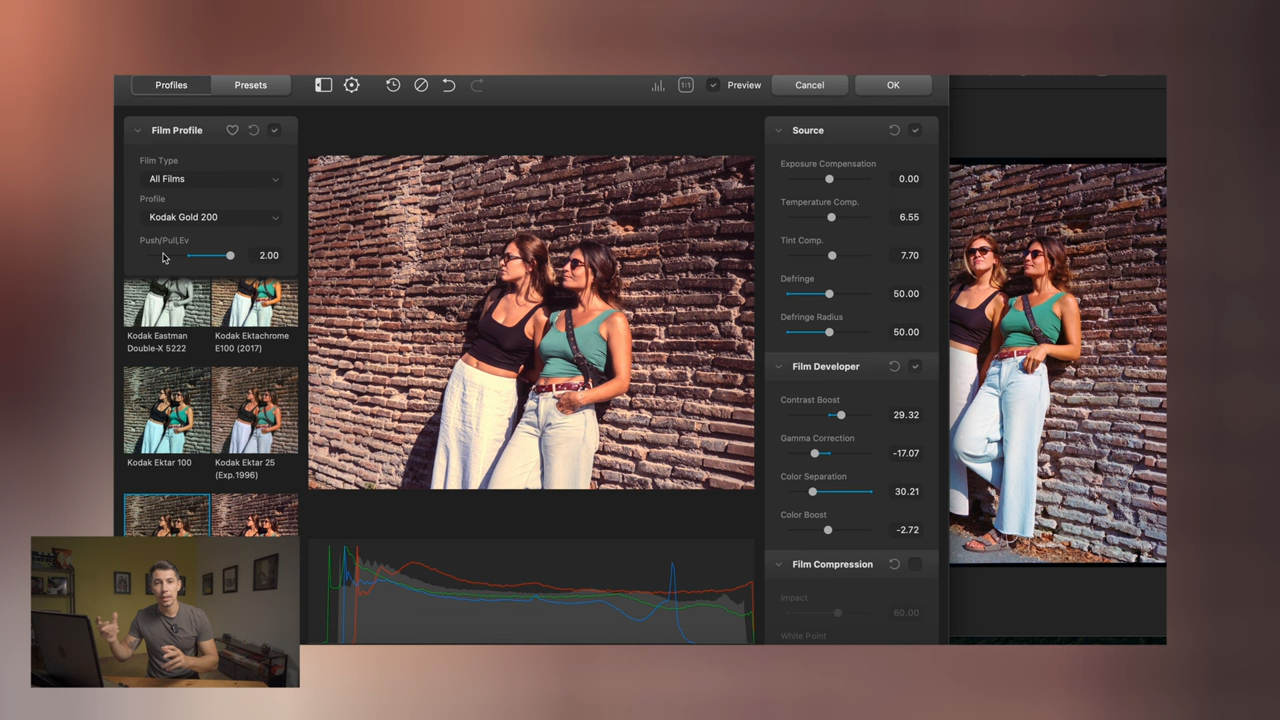 Profiles
Presets
1:1
Preview
Cancel
OK
Film Profile
Film Type
All Films
Profile
Kodak Gold 200
Push/Pull,Ev
2.00
Kodak Eastman
Double-X 5222
Kodak Ektachrome
E100 (2017)
Kodak Ektar 100
Kodak Ektar 25
(Exp.1996)
Source
Exposure Compensation
0.00
Temperature Comp.
6.55
Tint Comp.
7.70
Defringe
50.00
Defringe Radius
50.00
Film Developer
Contrast Boost
29.32
Gamma Correction
-17.07
Color Separation
30.21
Color Boost
-2.72
Film Compression
Impact
60.00
White Point